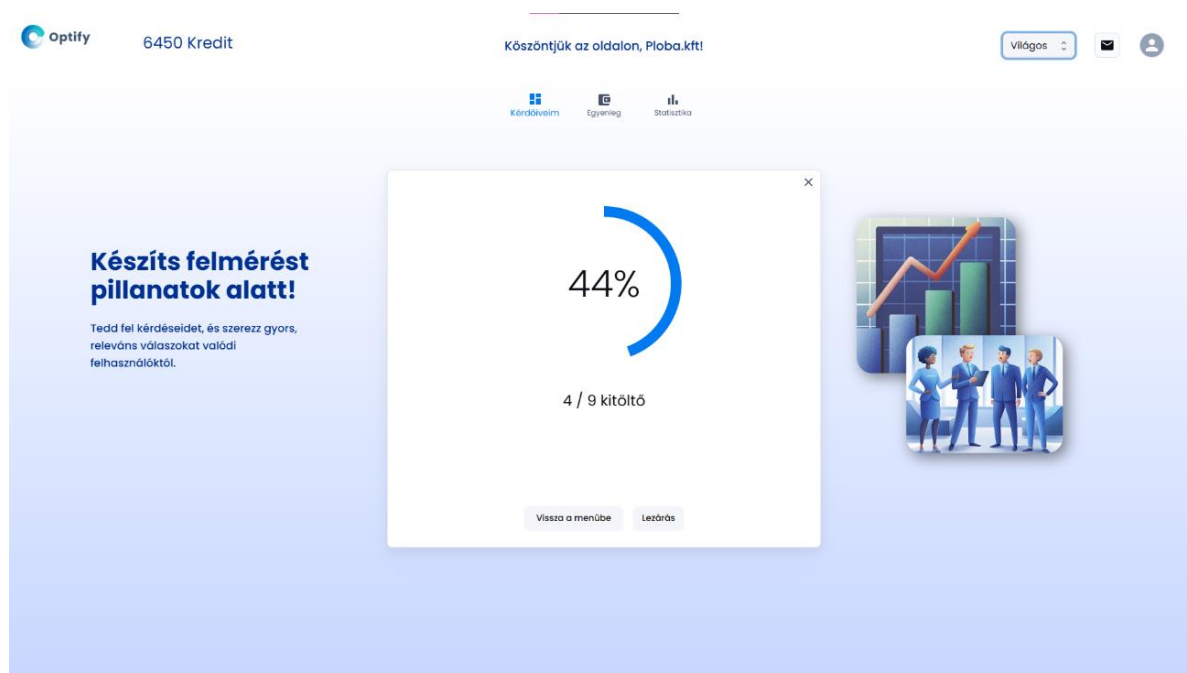 Optify
6450 Kredit
Köszöntjük az oldalon, Ploba.kft!
Világos
Kérdőíveim
Egyenleg
Statisztika
Készíts felmérést
pillanatok alatt!
Tedd fel kérdéseidet, és szerezz gyors,
releváns válaszokat valódi
felhasználóktól.
44%
4 / 9 kitöltő
Vissza a menübe
Lezárás